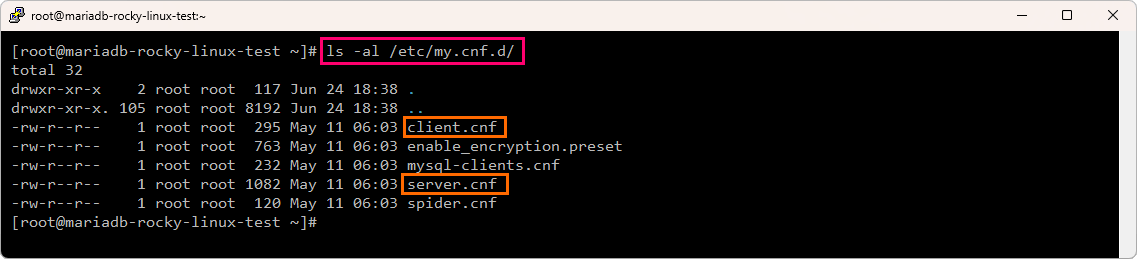 root@mariadb-rocky-linux-test:~
[root@mariadb-rocky-linux-test ~]# ls -al /etc/my.cnf.d/
total 32
drwxr-xr-x    2 root root  117 Jun 24 18:38 .
drwxr-xr-x. 105 root root 8192 Jun 24 18:38 ..
-rw-r--r--    1 root root  295 May 11 06:03 client.cnf
-rw-r--r--    1 root root  763 May 11 06:03 enable_encryption.preset
-rw-r--r--    1 root root  232 May 11 06:03 mysql-clients.cnf
-rw-r--r--    1 root root 1082 May 11 06:03 server.cnf
-rw-r--r--    1 root root  120 May 11 06:03 spider.cnf
[root@mariadb-rocky-linux-test ~]#